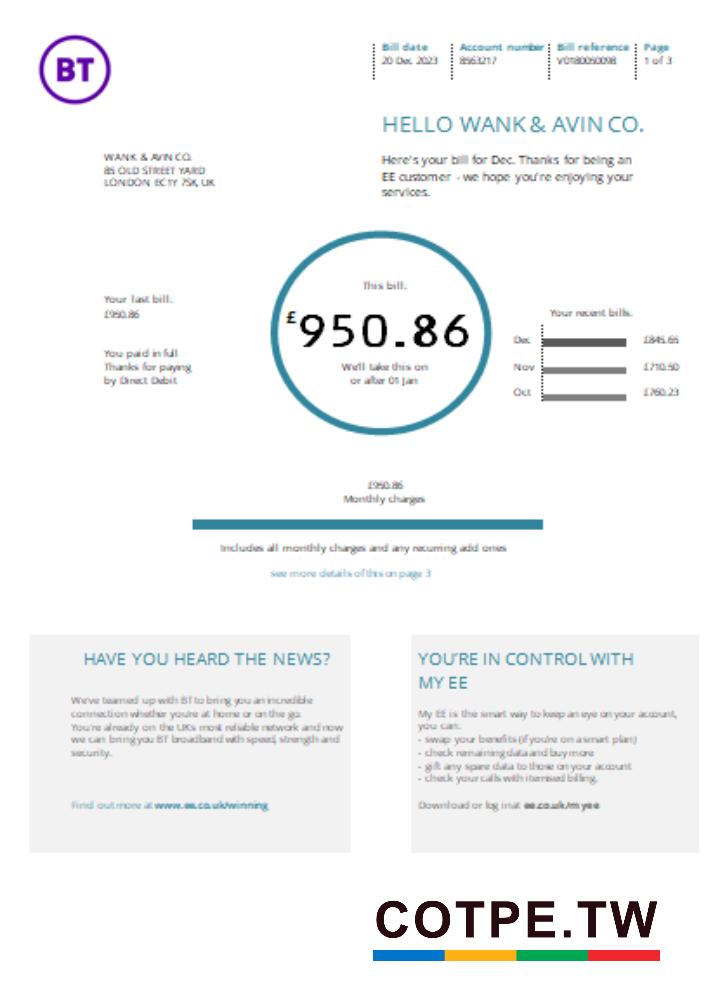 BT
Bill date
20 Dec 2023
Account number
8563217
Bill reference
V0180050098
Page
1 of 3
HELLO WANK & AVIN CO.
WANK & AVIN CO.
85 OLD STREET YARD
LONDON EC1Y 7SK, UK
Here's your bill for Dec. Thanks for being an
EE customer - we hope you're enjoying your
services.
This bill.
£950.86
We'll take this on
or after 01 Jan
Your last bill.
£950.86
You paid in full
Thanks for paying
by Direct Debit
Your recent bills.
Dec £845.65
Nov £710.50
Oct £760.23
£950.86
Monthly charges
Includes all monthly charges and any recurring add ones
see more details of this on page 3
HAVE YOU HEARD THE NEWS?
We've teamed up with BT to bring you an incredible
connection whether you're at home or on the go.
You're already on the UKs most reliable network and now
we can bring you BT broadband with speed, strength and
security.
Find out more at www.ee.co.uk/winning
YOU'RE IN CONTROL WITH
MY EE
My EE is the smart way to keep an eye on your account,
you can:
- swap your benefits (if you're on a smart plan)
- check remaining data and buy more
- gift any spare data to those on your account
- check your calls with itemised billing.
Download or log in at ee.co.uk/myee
COTPE.TW